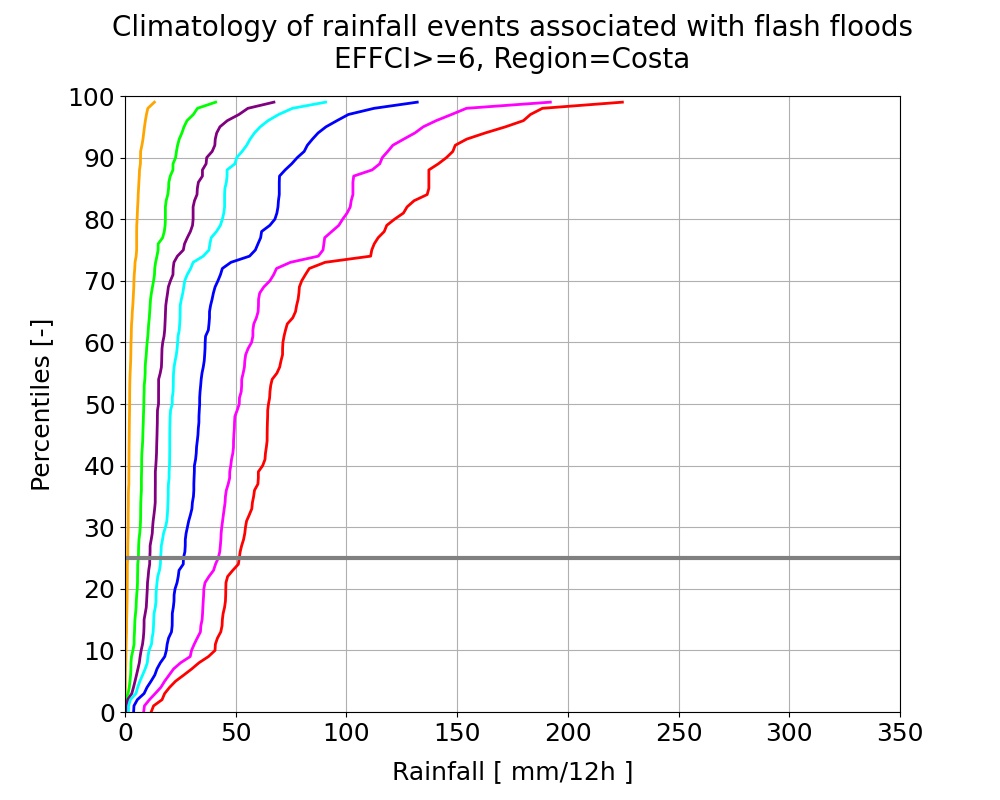 Climatology of rainfall events associated with flash floods
EFFCI>=6, Region=Costa
Percentiles [-]
100
90
80
70
60
50
40
30
20
10
0
0 50 100 150 200 250 300 350
Rainfall [ mm/12h ]